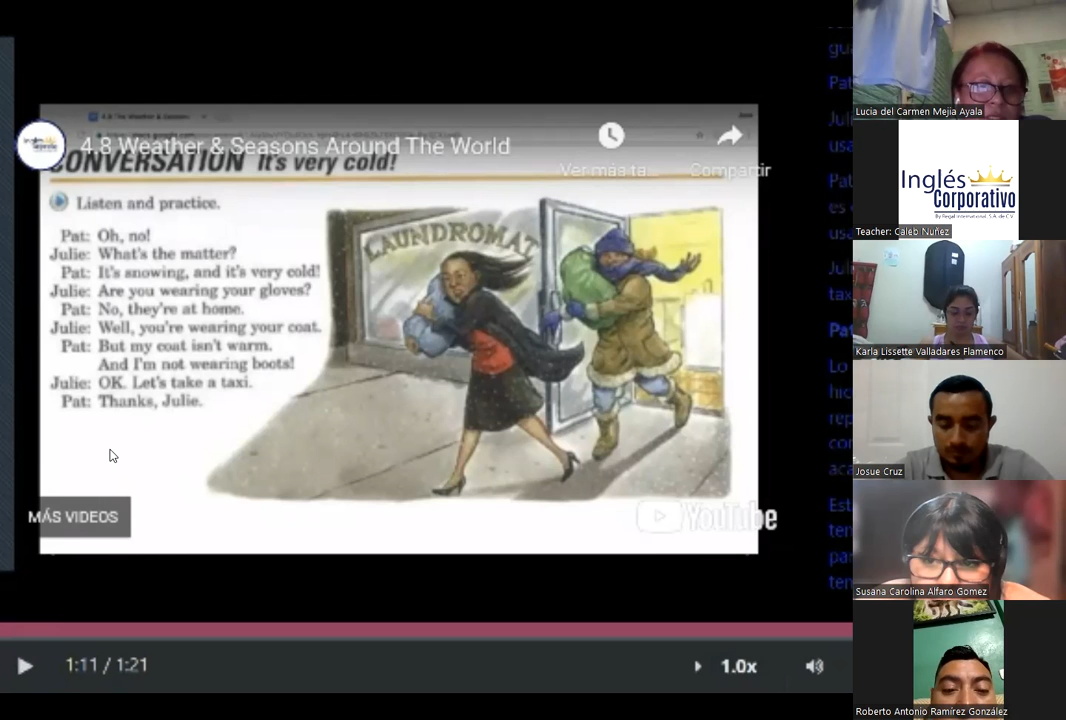 4.8 Weather & Seasons Around The World
Ver más ta...
Compartir
CONVERSATION It's very cold!
Listen and practice.
Pat: Oh, no!
Julie: What's the matter?
Pat: It's snowing, and it's very cold!
Julie: Are you wearing your gloves?
Pat: No, they're at home.
Julie: Well, you're wearing your coat.
Pat: But my coat isn't warm.
And I'm not wearing boots!
Julie: OK. Let's take a taxi.
Pat: Thanks, Julie.
LAUNDROMAT
MÁS VIDEOS
YouTube
1:11 / 1:21
1.0x
Lucia del Carmen Mejia Ayala
Inglés
Corporativo
By Regal International, S.A. de C.V.
Teacher: Caleb Nuñez
Karla Lissette Valladares Flamenco
Josue Cruz
Susana Carolina Alfaro Gomez
Roberto Antonio Ramírez González